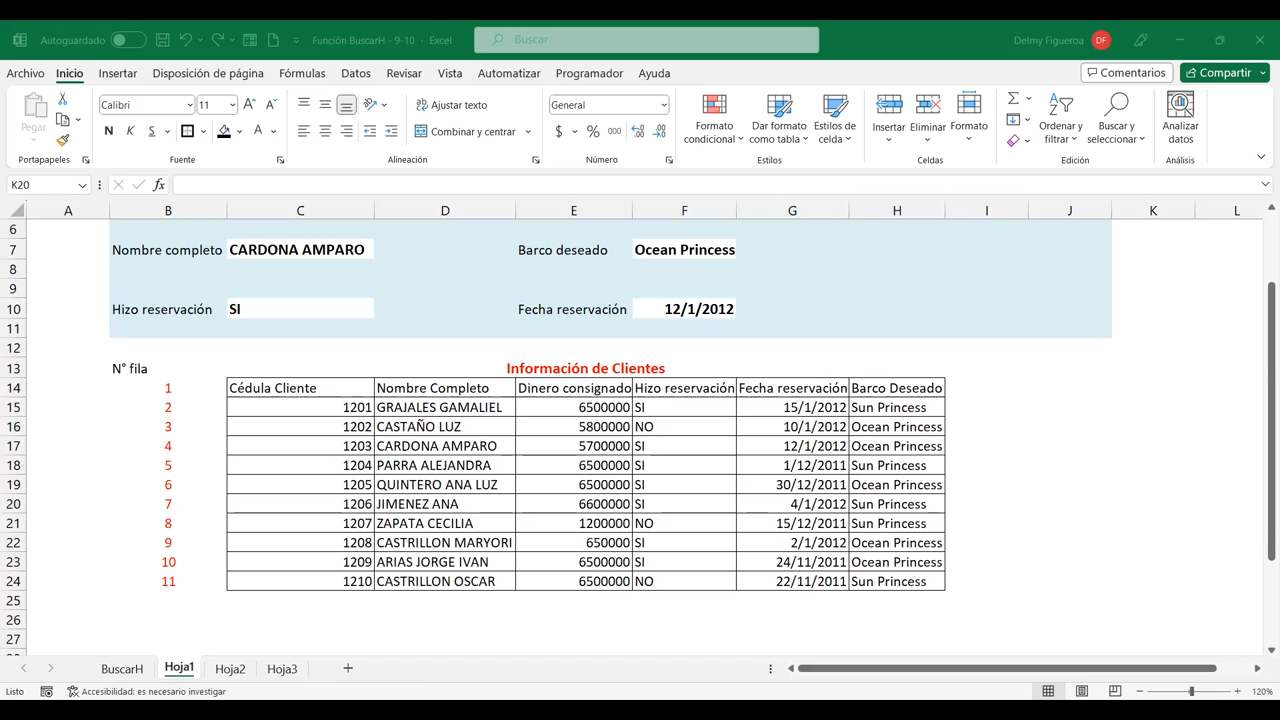 Autoguardado
Función BuscarH - 9-10 - Excel
Buscar
Delmy Figueroa
DF
Archivo Inicio Insertar Disposición de página Fórmulas Datos Revisar Vista Automatizar Programador Ayuda
Comentarios
Compartir
Pegar
Calibri
11
Ajustar texto
General
Formato condicional
Dar formato como tabla
Estilos de celda
Insertar
Eliminar
Formato
Ordenar y filtrar
Buscar y seleccionar
Analizar datos
N K S
Combinar y centrar
$ % 000
Portapapeles Fuente Alineación Número Estilos Celdas Edición Análisis
K20
fx
A B C D E F G H I J K L
6
7 Nombre completo CARDONA AMPARO Barco deseado Ocean Princess
8
9
10 Hizo reservación SI Fecha reservación 12/1/2012
11
12
13 N° fila Información de Clientes
14 1 Cédula Cliente Nombre Completo Dinero consignado Hizo reservación Fecha reservación Barco Deseado
15 2 1201 GRAJALES GAMALIEL 6500000 SI 15/1/2012 Sun Princess
16 3 1202 CASTAÑO LUZ 5800000 NO 10/1/2012 Ocean Princess
17 4 1203 CARDONA AMPARO 5700000 SI 12/1/2012 Ocean Princess
18 5 1204 PARRA ALEJANDRA 6500000 SI 1/12/2011 Sun Princess
19 6 1205 QUINTERO ANA LUZ 6500000 SI 30/12/2011 Ocean Princess
20 7 1206 JIMENEZ ANA 6600000 SI 4/1/2012 Sun Princess
21 8 1207 ZAPATA CECILIA 1200000 NO 15/12/2011 Sun Princess
22 9 1208 CASTRILLON MARYORI 650000 SI 2/1/2012 Ocean Princess
23 10 1209 ARIAS JORGE IVAN 6500000 SI 24/11/2011 Ocean Princess
24 11 1210 CASTRILLON OSCAR 6500000 NO 22/11/2011 Sun Princess
25
26
27
BuscarH Hoja1 Hoja2 Hoja3
Listo
Accesibilidad: es necesario investigar
120%